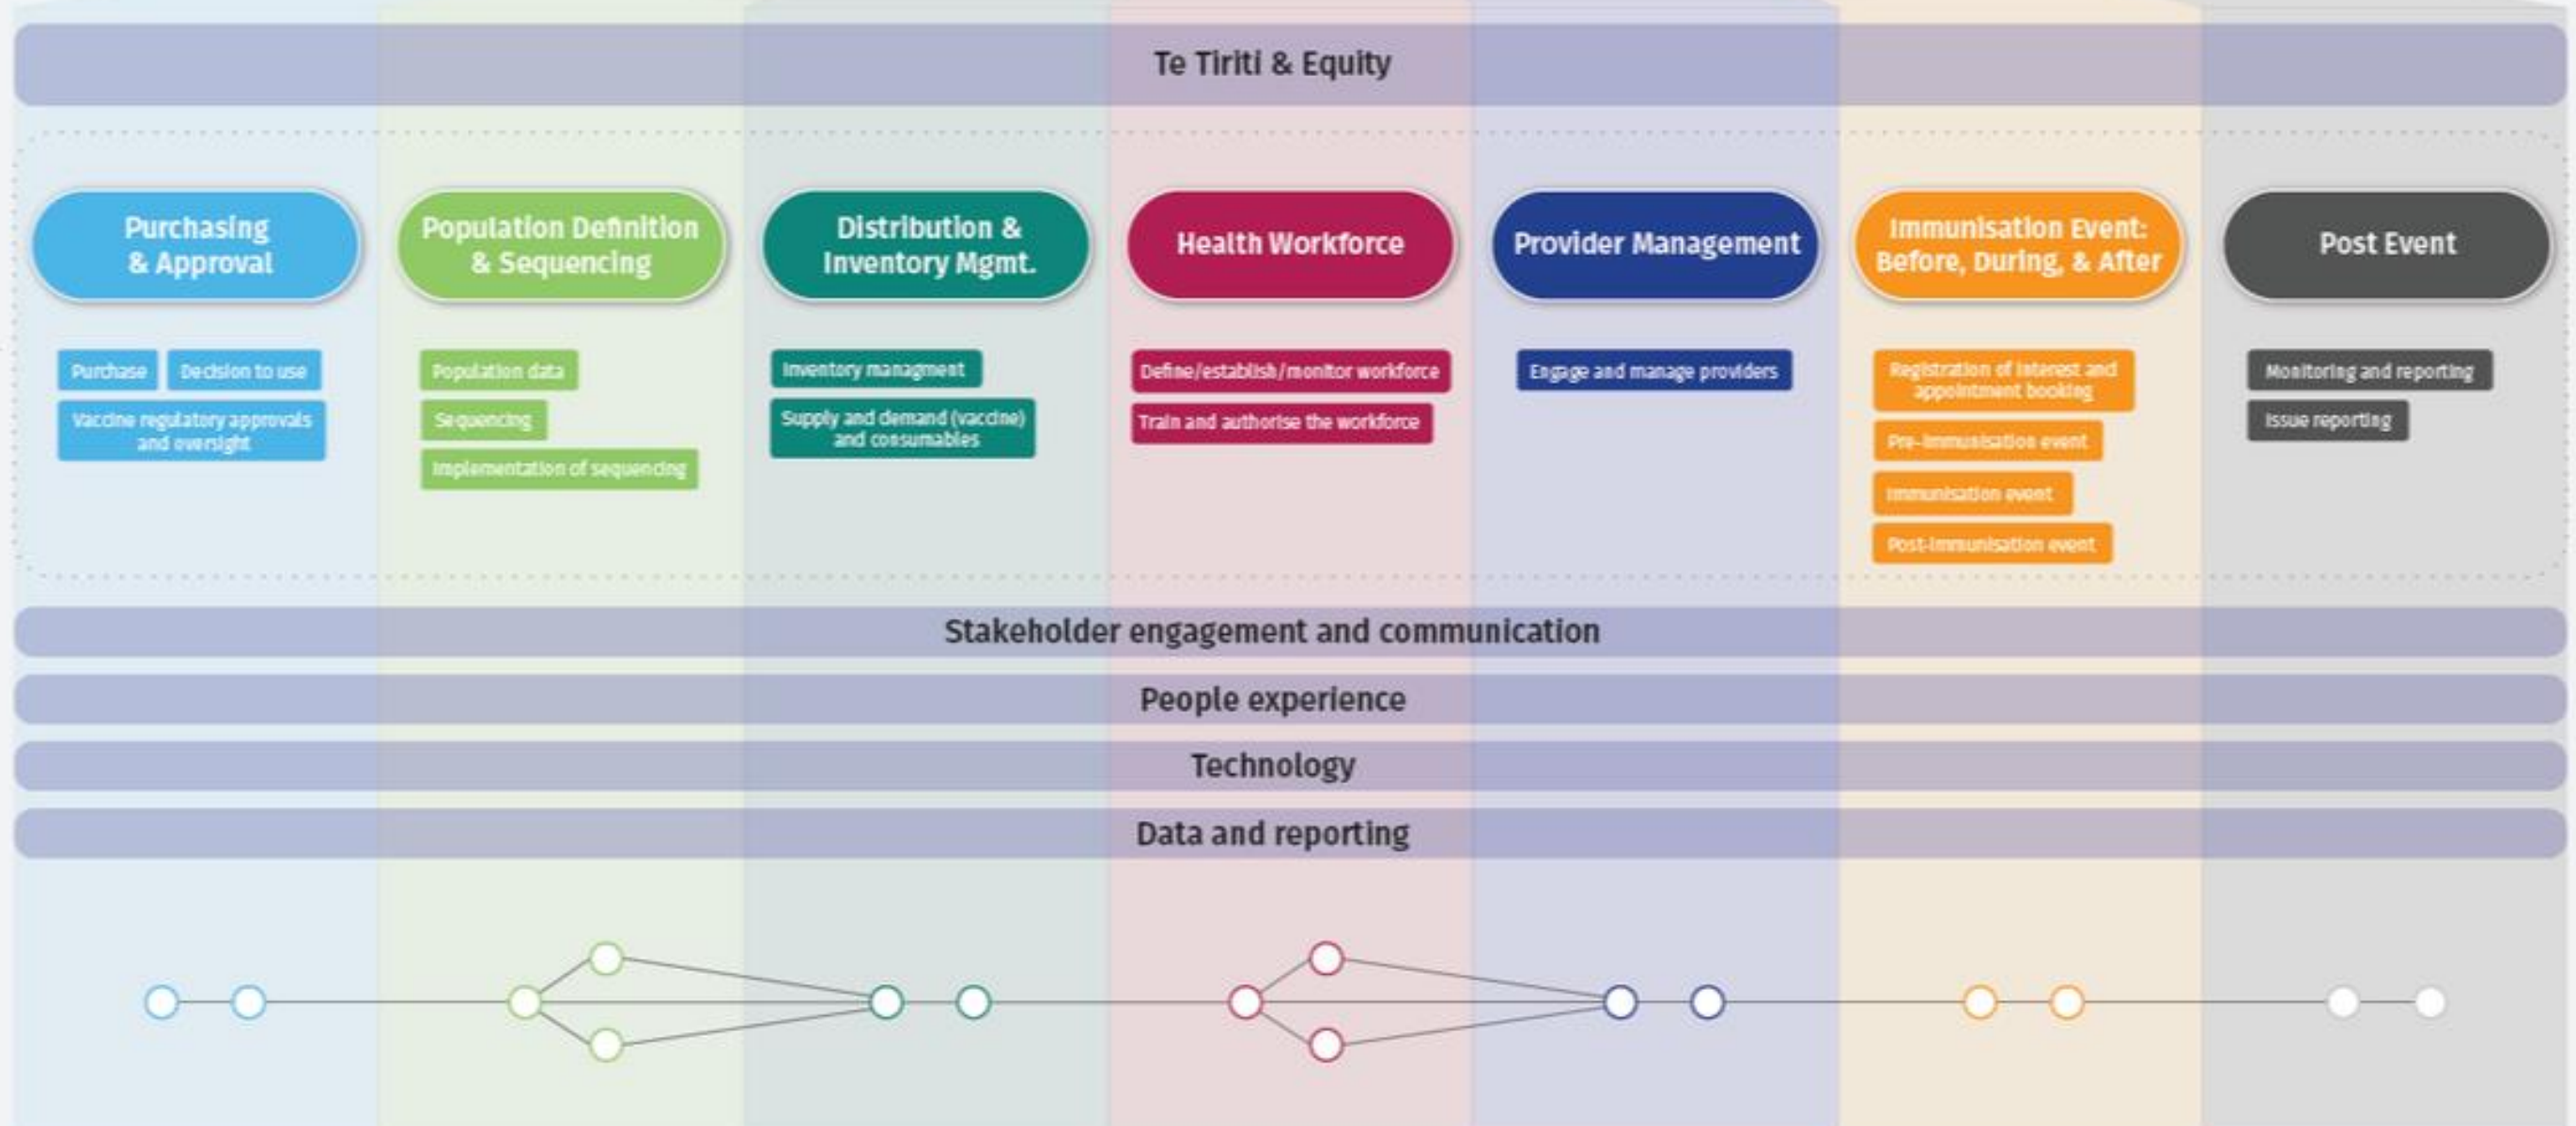 Te Tiriti & Equity
Purchasing
& Approval
Population Definition
& Sequencing
Distribution &
Inventory Mgmt.
Health Workforce
Provider Management
Immunisation Event:
Before, During, & After
Post Event
Purchase
Decision to use
Vaccine regulatory approvals
and oversight
Population data
Sequencing
Implementation of sequencing
Inventory managment
Supply and demand (vaccine)
and consumables
Define/establish/monitor workforce
Train and authorise the workforce
Engage and manage providers
Registration of interest and
appointment booking
Pre-immunisation event
Immunisation event
Post-immunisation event
Monitoring and reporting
Issue reporting
Stakeholder engagement and communication
People experience
Technology
Data and reporting